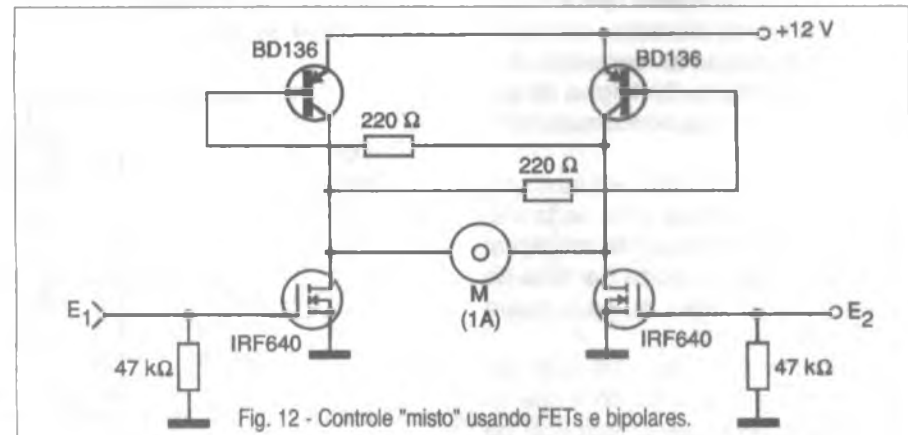 +12 V
BD136
BD136
220 Ω
220 Ω
M
(1A)
E1
E2
IRF640
IRF640
47 kΩ
47 kΩ
Fig. 12 - Controle "misto" usando FETs e bipolares.